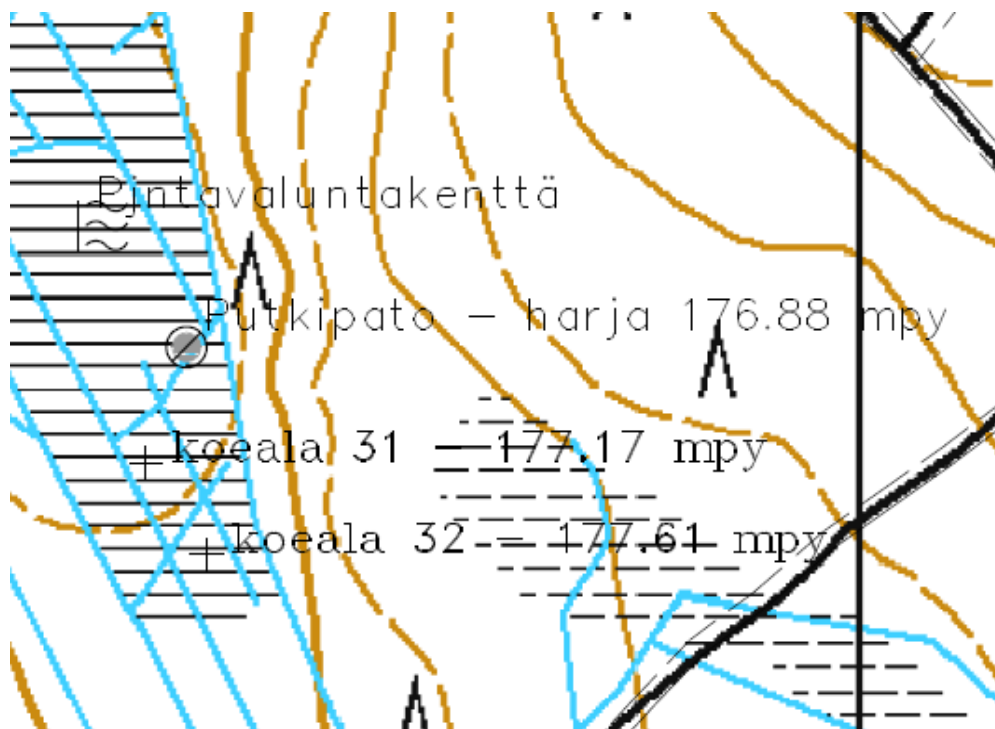 Pintavaluntakenttä
Putkipato - harja 176.88 mpy
koeala 31 - 177.17 mpy
koeala 32 - 177.61 mpy